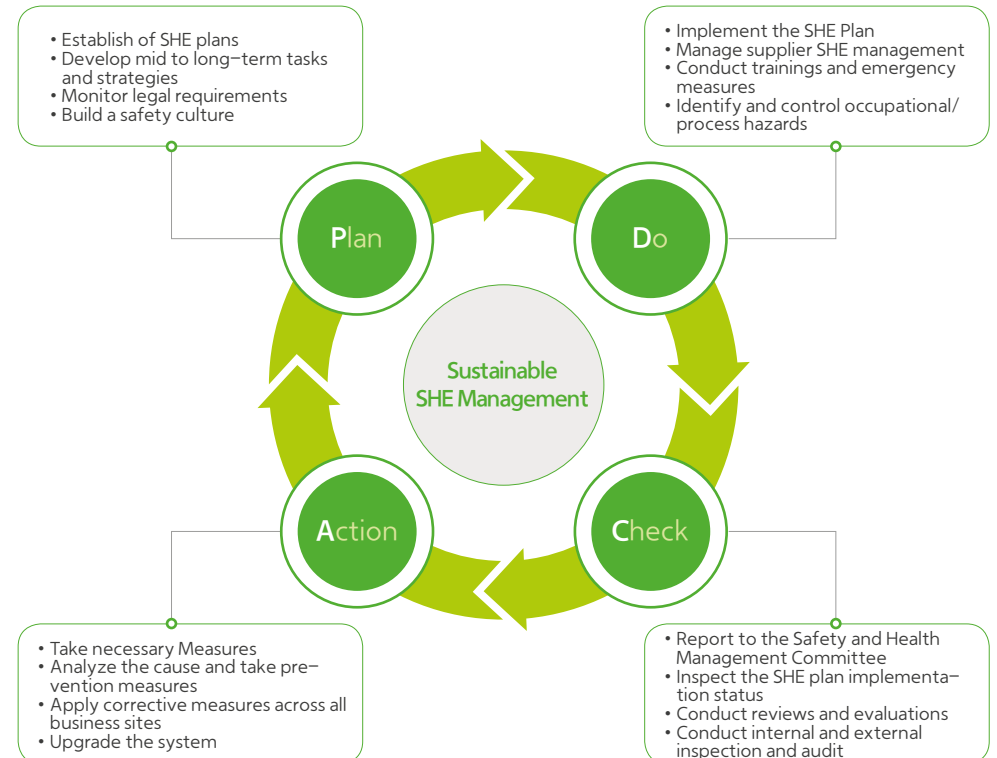 • Establish of SHE plans
• Develop mid to long-term tasks
and strategies
• Monitor legal requirements
• Build a safety culture
• Implement the SHE Plan
• Manage supplier SHE management
• Conduct trainings and emergency
measures
• Identify and control occupational/
process hazards
Plan
Do
Sustainable
SHE Management
Action
Check
• Take necessary Measures
• Analyze the cause and take pre-
vention measures
• Apply corrective measures across all
business sites
• Upgrade the system
• Report to the Safety and Health
Management Committee
• Inspect the SHE plan implementa-
tion status
• Conduct reviews and evaluations
• Conduct internal and external
inspection and audit